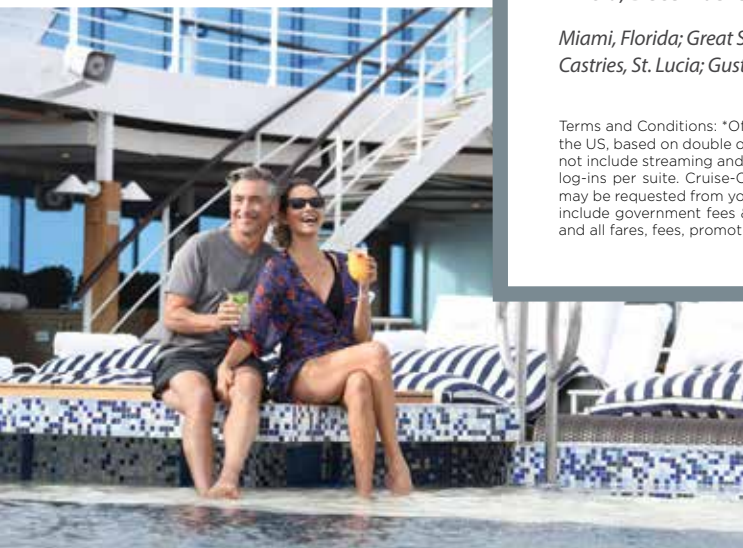 Miami, Florida; Great S
Castries, St. Lucia; Gust
Terms and Conditions: *Of
the US, based on double o
not include streaming and
log-ins per suite. Cruise-O
may be requested from yo
include government fees a
and all fares, fees, promot